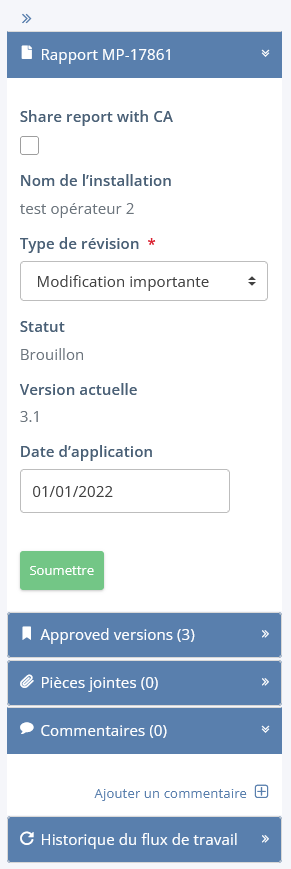 Rapport MP-17861
Share report with CA
Nom de l’installation
test opérateur 2
Type de révision *
Modification importante
Statut
Brouillon
Version actuelle
3.1
Date d’application
01/01/2022
Soumettre
Approved versions (3)
Pièces jointes (0)
Commentaires (0)
Ajouter un commentaire
Historique du flux de travail